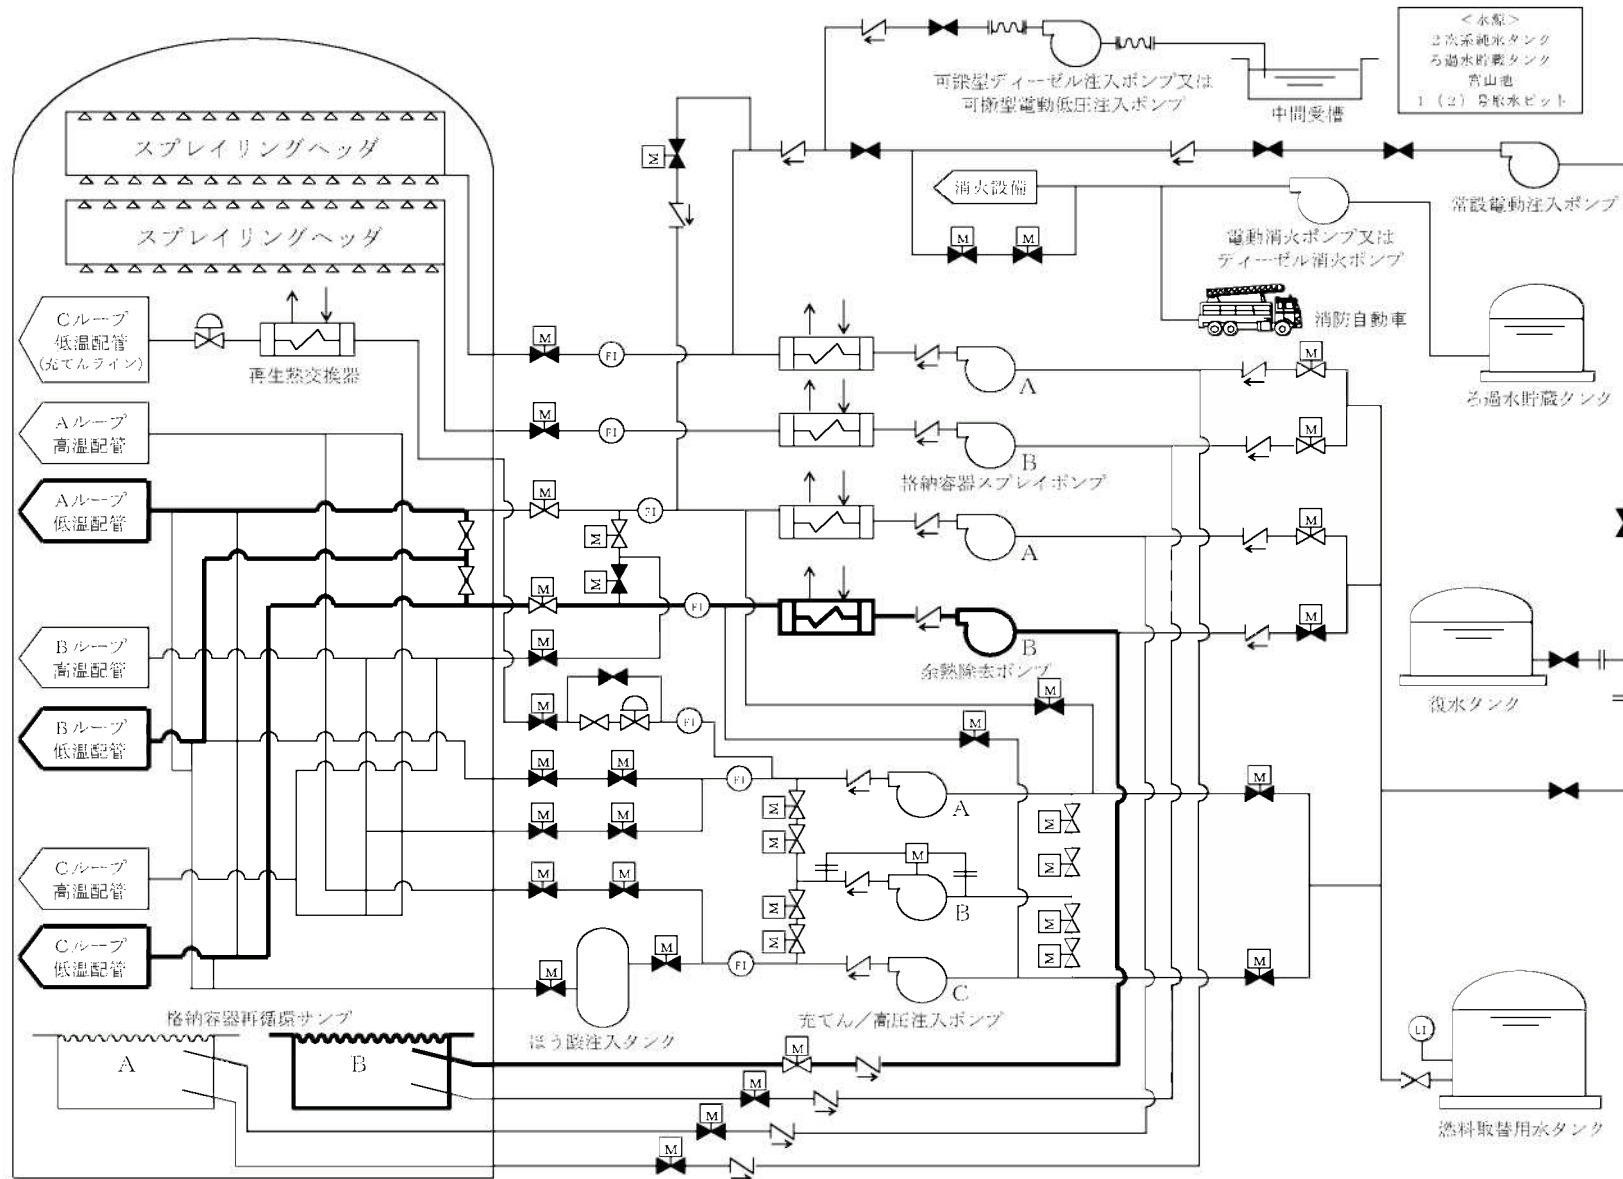 ＜水源＞
2次系純水タンク
ろ過水貯蔵タンク
宮山池
1（2）号取水ピット
可搬型ディーゼル注入ポンプ又は
可搬型電動低圧注入ポンプ
中間受槽
スプレイリングヘッダ
スプレイリングヘッダ
M
消火設備
常設電動注入ポンプ
M
M
電動消火ポンプ又は
ディーゼル消火ポンプ
消防自動車
ろ過水貯蔵タンク
Cループ
低温配管
(充てんライン)
再生熱交換器
M
FI
A
M
Aループ
高温配管
M
FI
B
M
格納容器スプレイポンプ
Aループ
低温配管
M
FI
M
A
M
M
M
FI
B
M
余熱除去ポンプ
Bループ
高温配管
M
M
M
M
FI
復水タンク
Bループ
低温配管
M
M
FI
M
A
M
M
M
M
M
M
M
B
M
M
Cループ
高温配管
M
M
M
M
M
Cループ
低温配管
M
M
FI
C
M
ほう酸注入タンク
充てん／高圧注入ポンプ
格納容器再循環サンプ
A
B
M
M
M
M
LI
燃料取替用水タンク